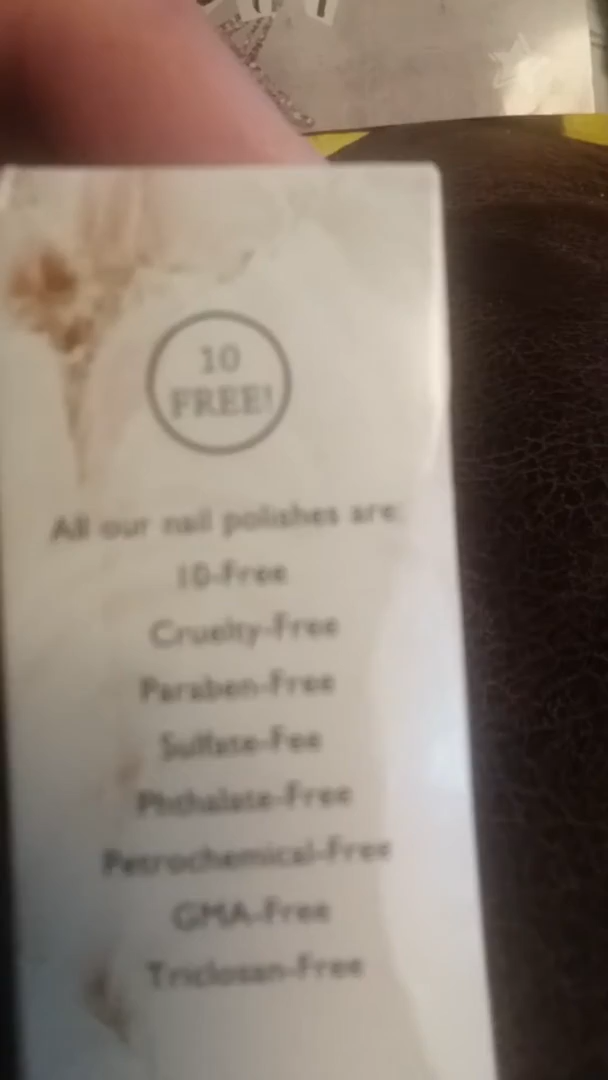 10
FREE!
All our nail polishes are:
10-Free
Cruelty-Free
Paraben-Free
Sulfate-Fee
Phthalate-Free
Petrochemical-Free
GMA-Free
Triclosan-Free